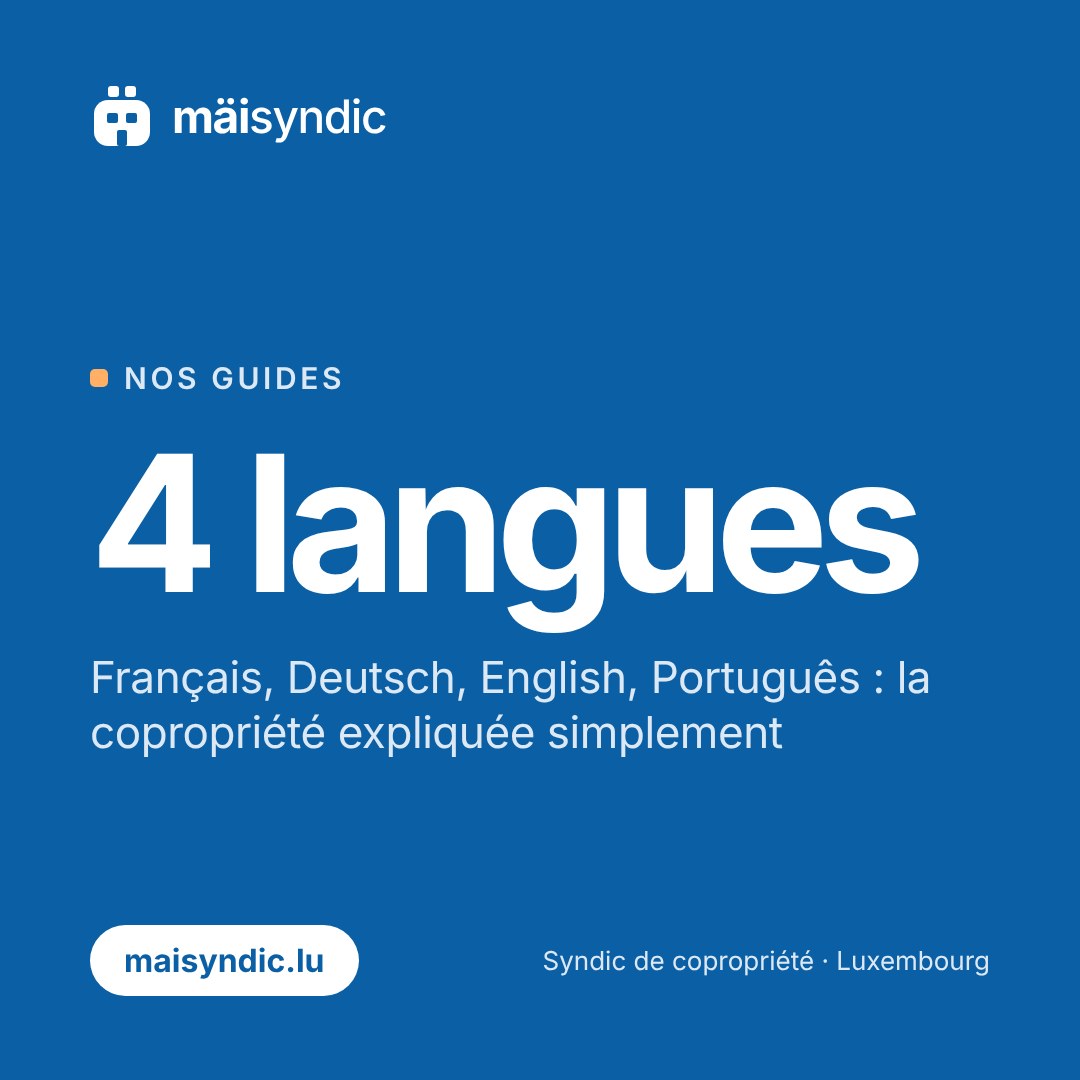 mäisyndic
NOS GUIDES
4 langues
Français, Deutsch, English, Português : la
copropriété expliquée simplement
maisyndic.lu
Syndic de copropriété · Luxembourg